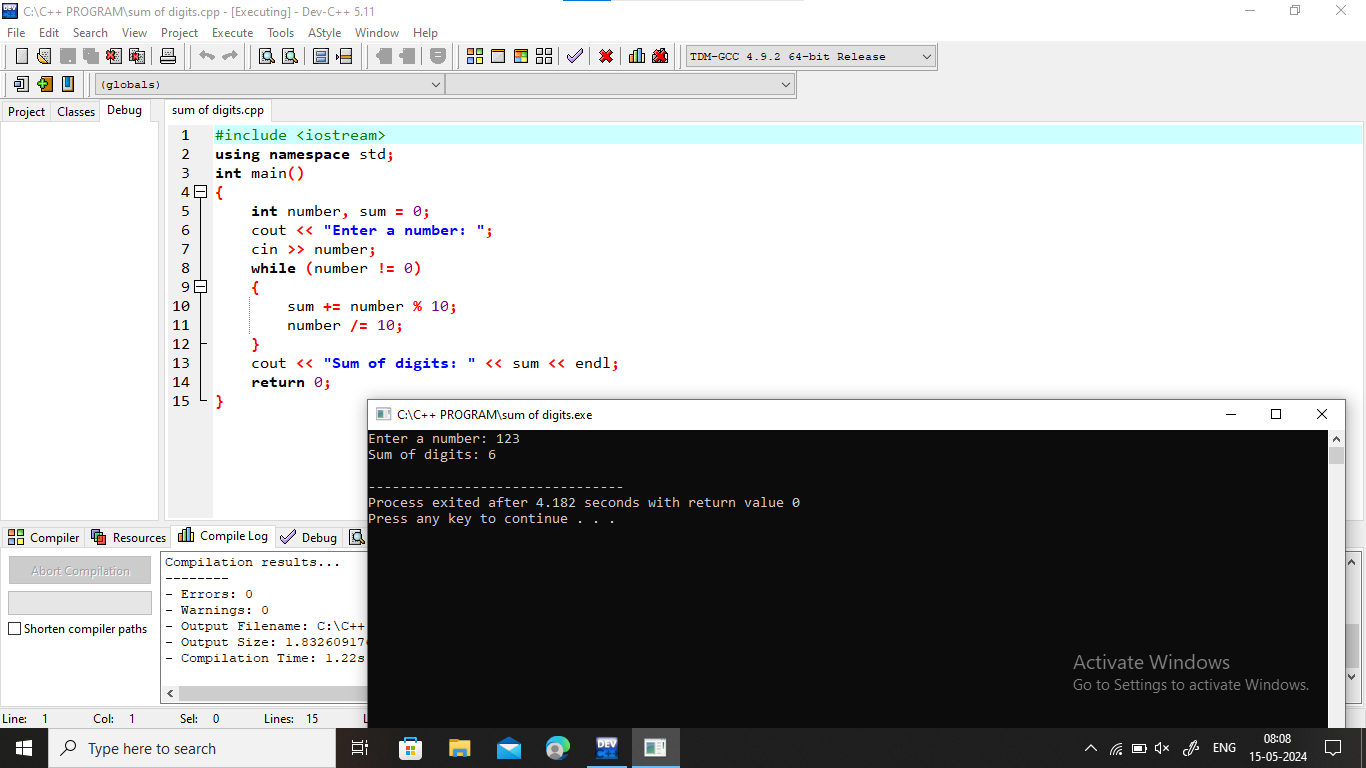 C:\C++ PROGRAM\sum of digits.cpp - [Executing] - Dev-C++ 5.11
File Edit Search View Project Execute Tools AStyle Window Help
TDM-GCC 4.9.2 64-bit Release
(globals)
Project Classes Debug
sum of digits.cpp
1 #include <iostream>
2 using namespace std;
3 int main()
4 {
5 int number, sum = 0;
6 cout << "Enter a number: ";
7 cin >> number;
8 while (number != 0)
9 {
10 sum += number % 10;
11 number /= 10;
12 }
13 cout << "Sum of digits: " << sum << endl;
14 return 0;
15 }
C:\C++ PROGRAM\sum of digits.exe
Enter a number: 123
Sum of digits: 6
--------------------------------
Process exited after 4.182 seconds with return value 0
Press any key to continue . . .
Compiler Resources Compile Log Debug
Abort Compilation
Shorten compiler paths
Compilation results...
--------
- Errors: 0
- Warnings: 0
- Output Filename: C:\C++
- Output Size: 1.83260917
- Compilation Time: 1.22s
Activate Windows
Go to Settings to activate Windows.
Line: 1 Col: 1 Sel: 0 Lines: 15
Type here to search
DEV
ENG
08:08
15-05-2024